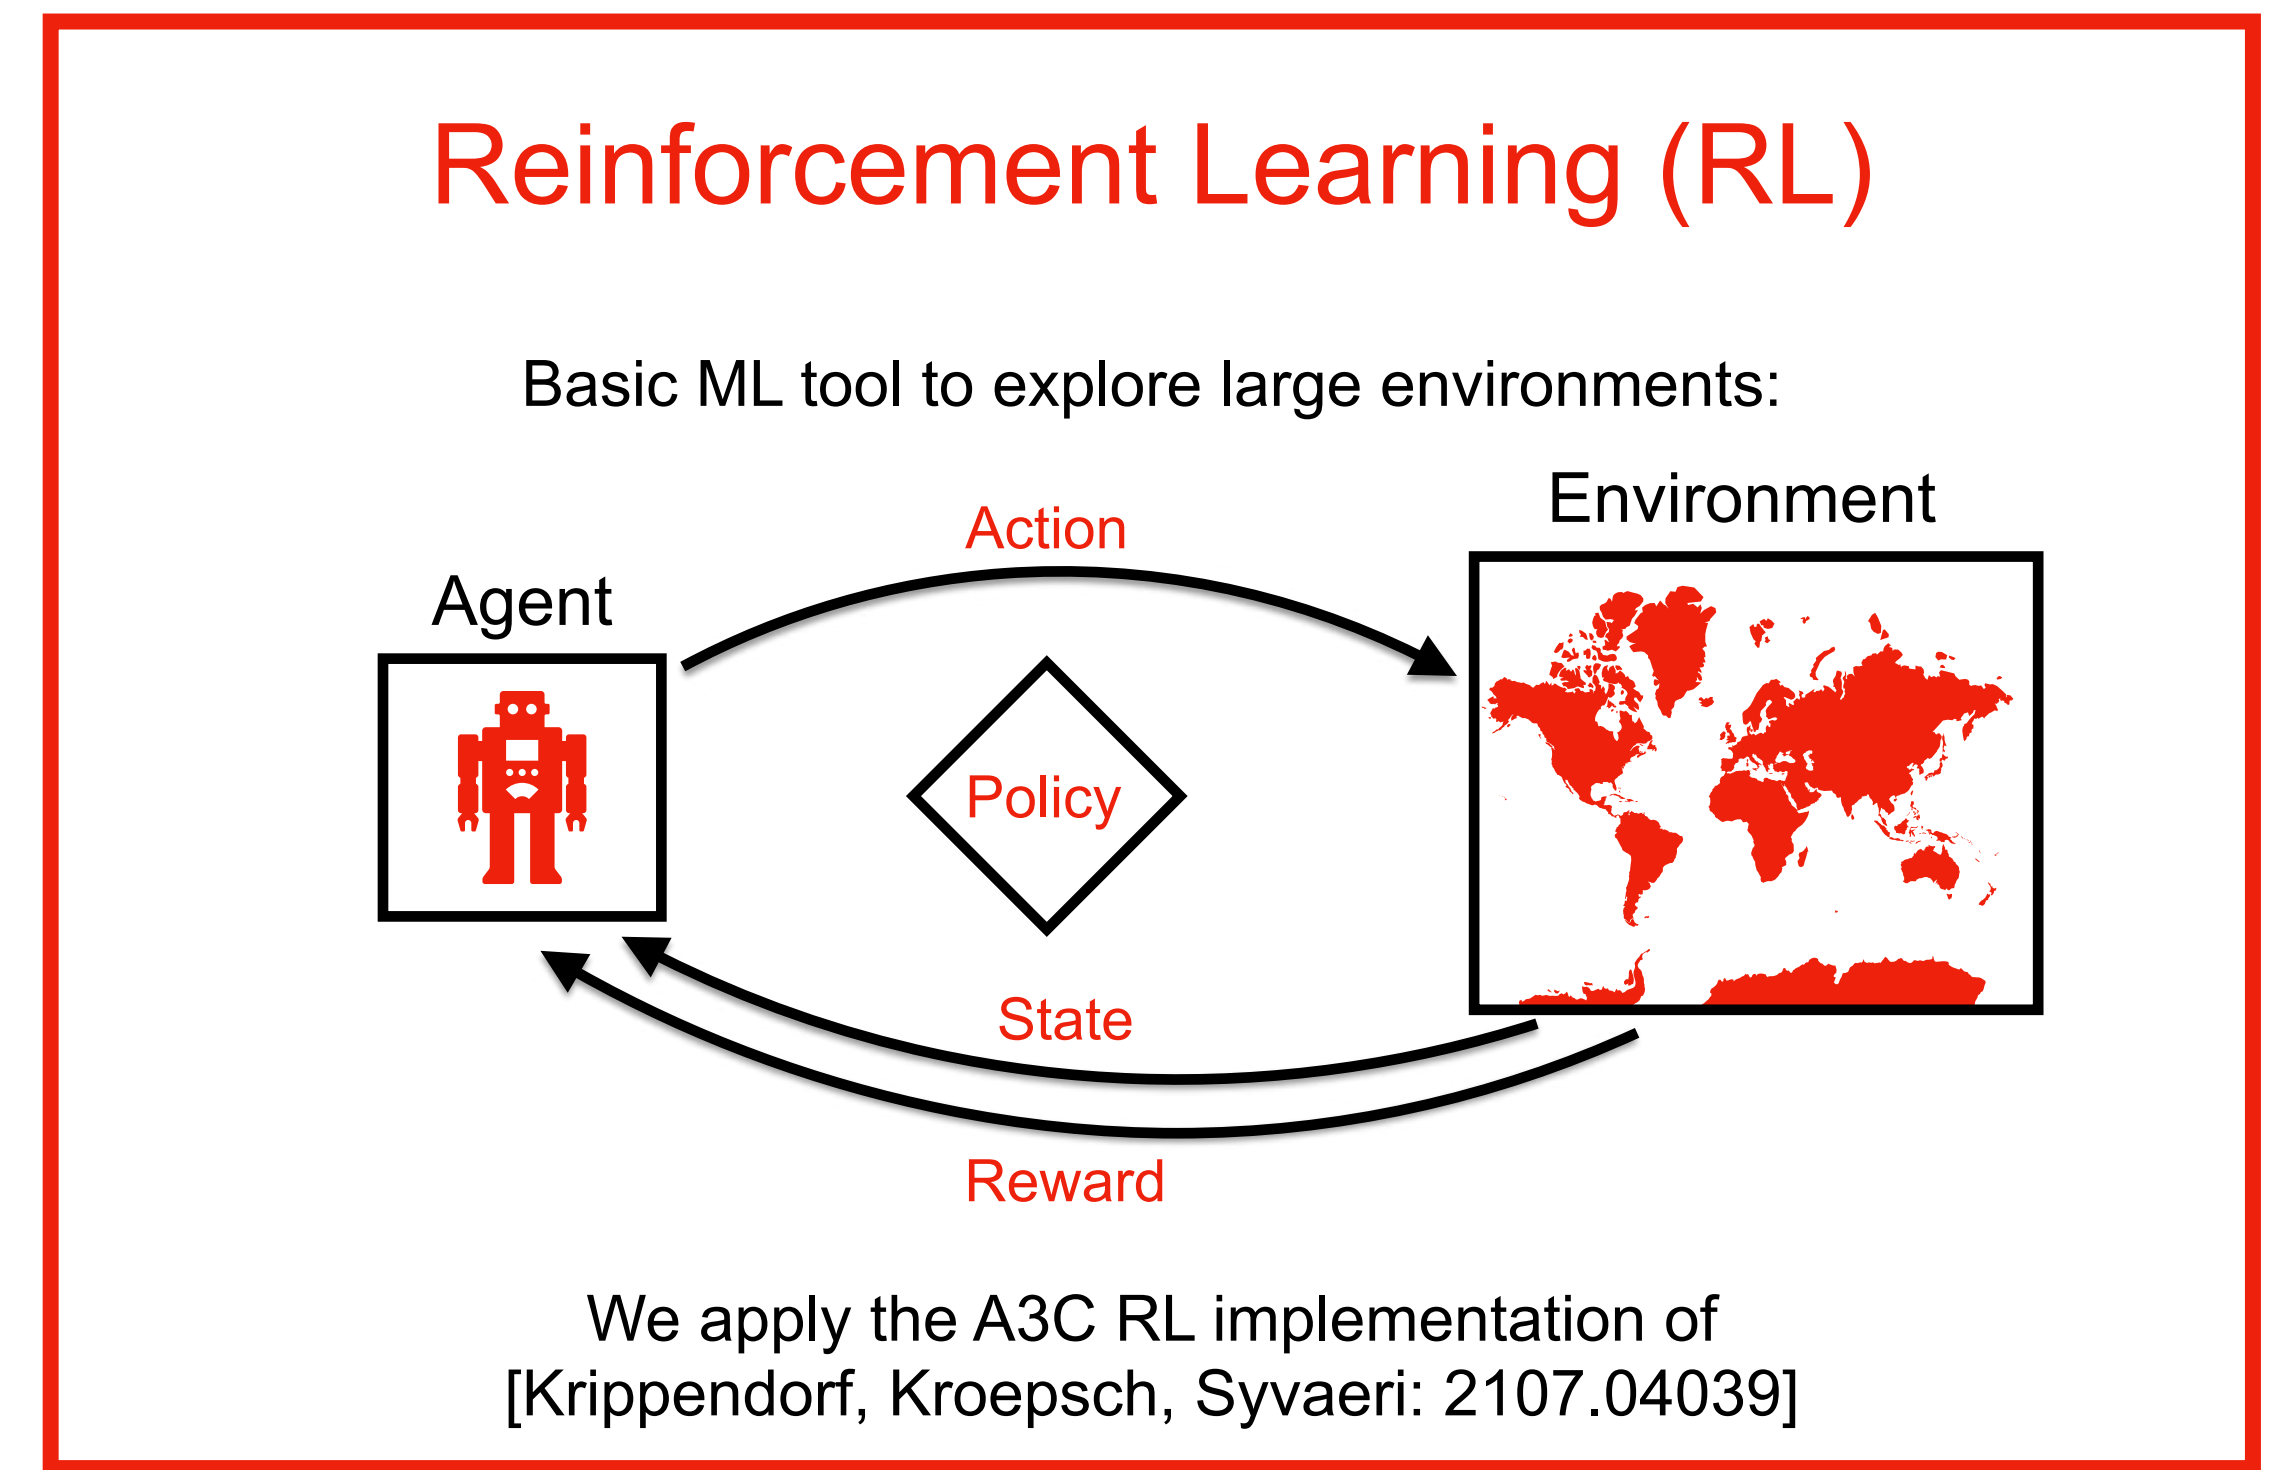 Reinforcement Learning (RL)
Basic ML tool to explore large environments:
Environment
Action
Agent
Policy
State
Reward
We apply the A3C RL implementation of
[Krippendorf, Kroepsch, Syvaeri: 2107.04039]